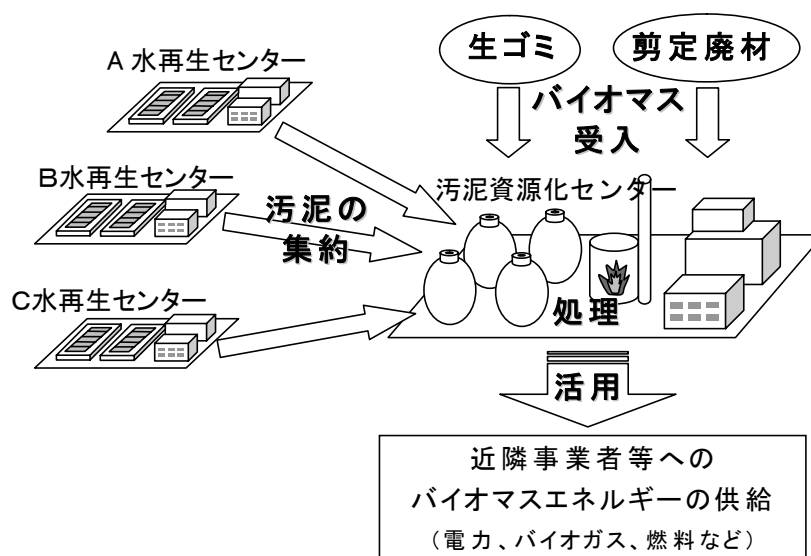 生ゴミ
剪定廃材
A水再生センター
バイオマス
受入
B水再生センター
汚泥資源化センター
汚泥の
集約
C水再生センター
処理
活用
近隣事業者等への
バイオマスエネルギーの供給
（電力、バイオガス、燃料など）